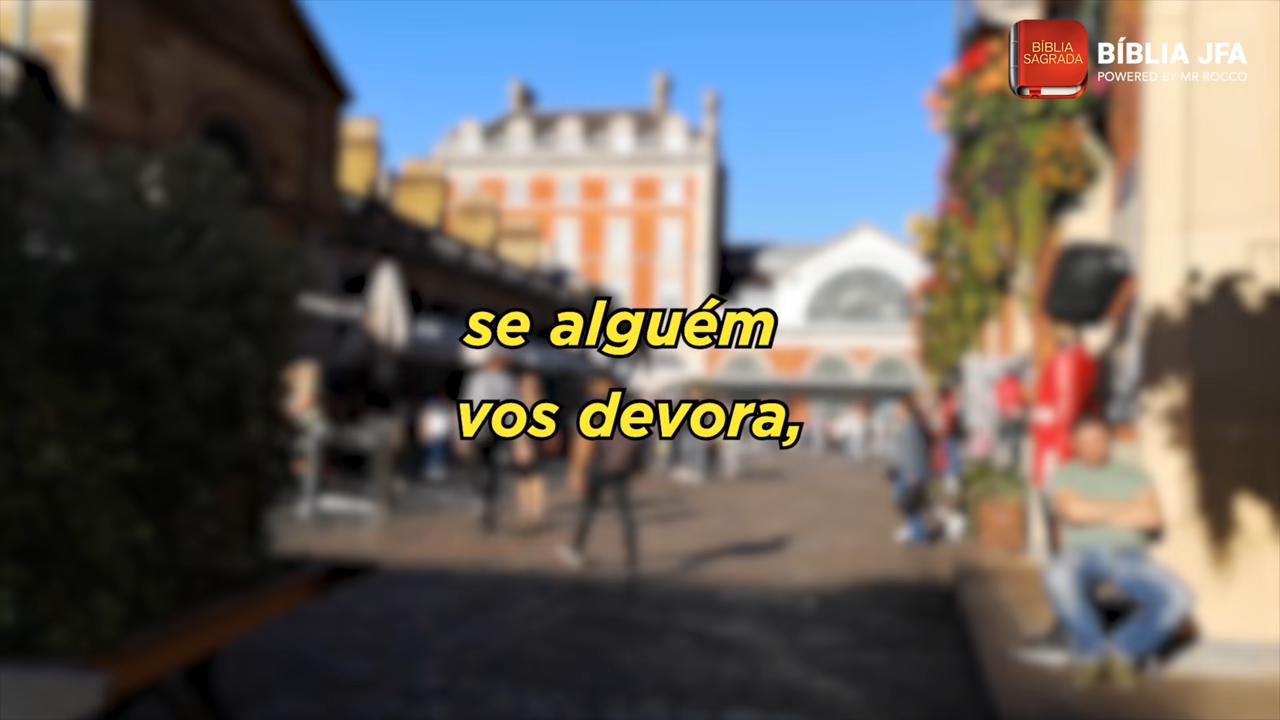 BÍBLIA
SAGRADA
BÍBLIA JFA
POWERED BY MR ROCCO
se alguém
vos devora,